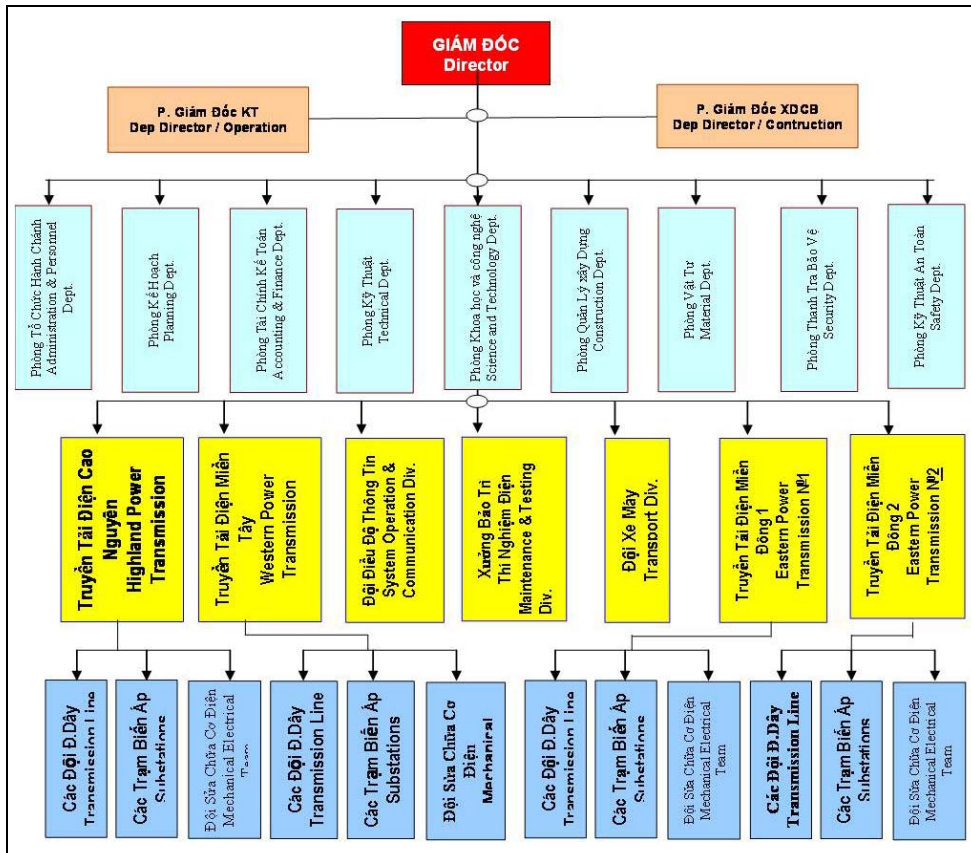 GIÁM ĐỐC
Director
P. Giám Đốc KT
Dep Director / Operation
P. Giám Đốc XDCB
Dep Director / Contruction
Phòng Tổ Chức Hành Chánh
Administration & Personnel
Dept.
Phòng Kế Hoạch
Planning Dept.
Phòng Tài Chính Kế Toán
Accounting & Finance Dept.
Phòng Kỹ Thuật
Technical Dept.
Phòng Khoa học và công nghệ
Science and Technology Dept.
Phòng Quản Lý xây Dựng
Construction Dept.
Phòng Vật Tư
Material Dept.
Phòng Thanh Tra Bảo Vệ
Security Dept.
Phòng Kỹ Thuật An Toàn
Safety Dept.
Truyền Tải Điện Cao
Nguyên
Highland Power
Transmission
Truyền Tải Điện Miền
Tây
Western Power
Transmission
Đội Điều Độ Thông Tin
System Operation &
Communication Div.
Xưởng Bảo Trì
Thí Nghiệm Điện
Maintenance & Testing
Div.
Đội Xe Máy
Transport Div.
Truyền Tải Điện Miền
Đông 1
Eastern Power
Transmission №1
Truyền Tải Điện Miền
Đông 2
Eastern Power
Transmission №2
Các Đội Đ.Dây
Transmission Line
Các Trạm Biến Áp
Substations
Đội Sửa Chữa Cơ Điện
Mechanical Electrical
Team
Các Đội Đ.Dây
Transmission Line
Các Trạm Biến Áp
Substations
Đội Sửa Chữa Cơ
Điện
Mechanical
Các Đội Đ.Dây
Transmission Line
Các Trạm Biến Áp
Substations
Đội Sửa Chữa Cơ Điện
Mechanical Electrical
Team
Các Đội Đ.Dây
Transmission Line
Các Trạm Biến Áp
Substations
Đội Sửa Chữa Cơ Điện
Mechanical Electrical
Team